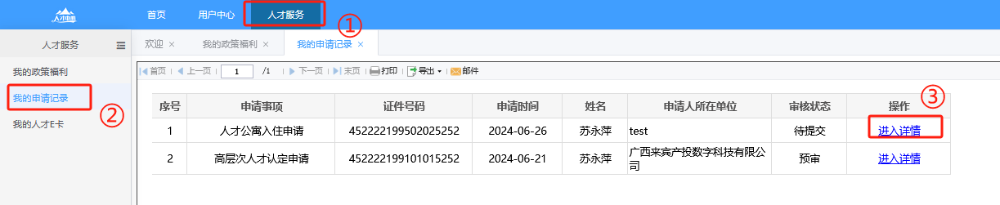 人才来宾 首页 用户中心 人才服务 ①
人才服务 欢迎 × 我的政策福利 × 我的申请记录 ×
我的政策福利 首页 上一页 1 /1 下一页 末页 打印 导出 邮件
我的申请记录 ②
我的人才E卡
序号 申请事项 证件号码 申请时间 姓名 申请人所在单位 审核状态 操作 ③
1 人才公寓入住申请 452222199502025252 2024-06-26 苏永萍 test 待提交 进入详情
2 高层次人才认定申请 452222199101015252 2024-06-21 苏永萍 广西来宾产投数字科技有限公 预审 进入详情
司